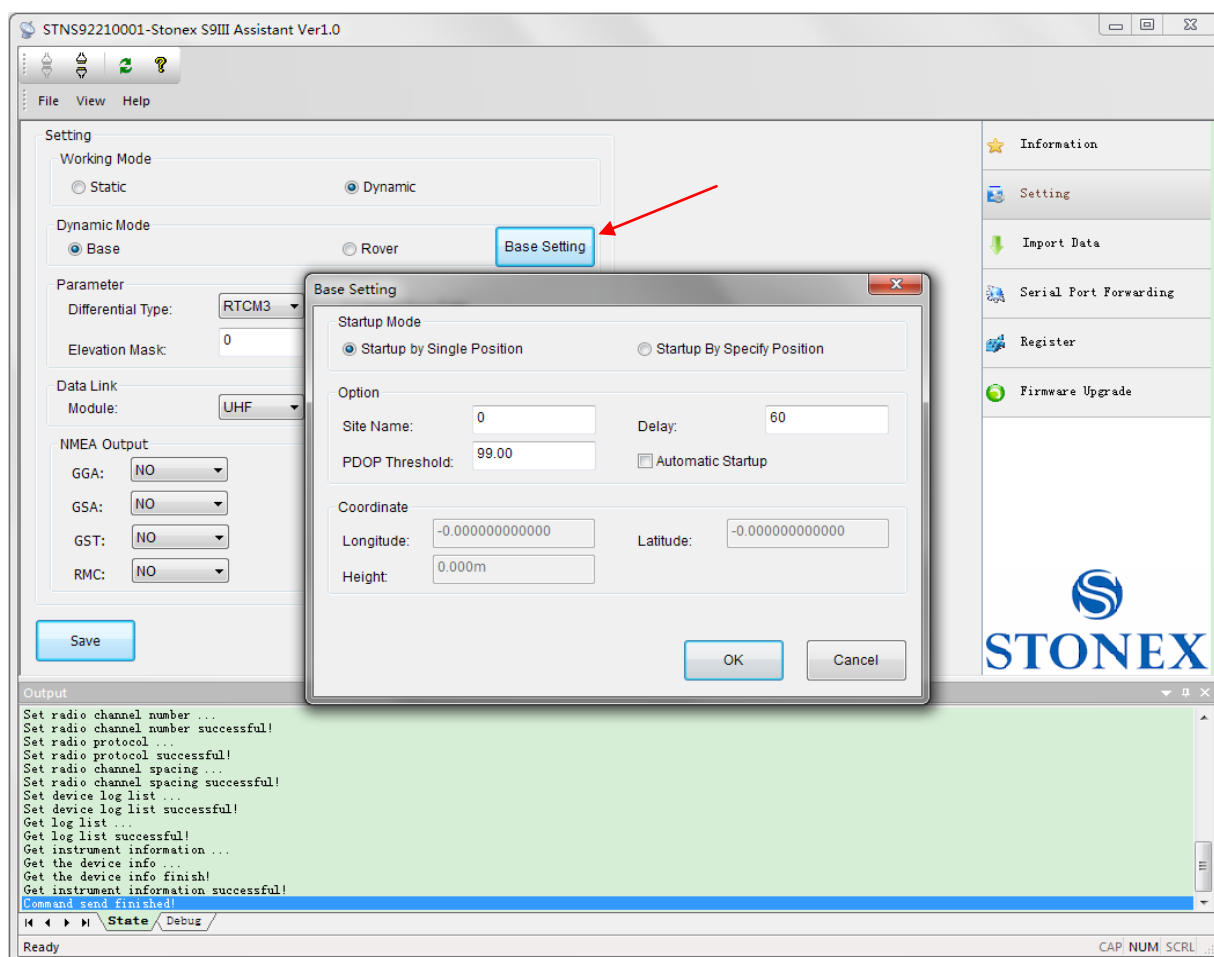 STNS92210001-Stonex S9III Assistant Ver1.0
File View Help
Setting
Working Mode
Static Dynamic
Dynamic Mode
Base Rover Base Setting
Parameter
Differential Type: RTCM3
Elevation Mask: 0
Data Link
Module: UHF
NMEA Output
GGA: NO
GSA: NO
GST: NO
RMC: NO
Save
Base Setting
Startup Mode
Startup by Single Position Startup By Specify Position
Option
Site Name: 0 Delay: 60
PDOP Threshold: 99.00 Automatic Startup
Coordinate
Longitude: -0.000000000000 Latitude: -0.000000000000
Height: 0.000m
OK Cancel
Information
Setting
Import Data
Serial Port Forwarding
Register
Firmware Upgrade
STONEX
Output
Set radio channel number ...
Set radio channel number successful!
Set radio protocol ...
Set radio protocol successful!
Set radio channel spacing ...
Set radio channel spacing successful!
Set device log list ...
Set device log list successful!
Get log list ...
Get log list successful!
Get instrument information ...
Get the device info ...
Get the device info finish!
Get instrument information successful!
Command send finished!
State Debug
Ready CAP NUM SCRL